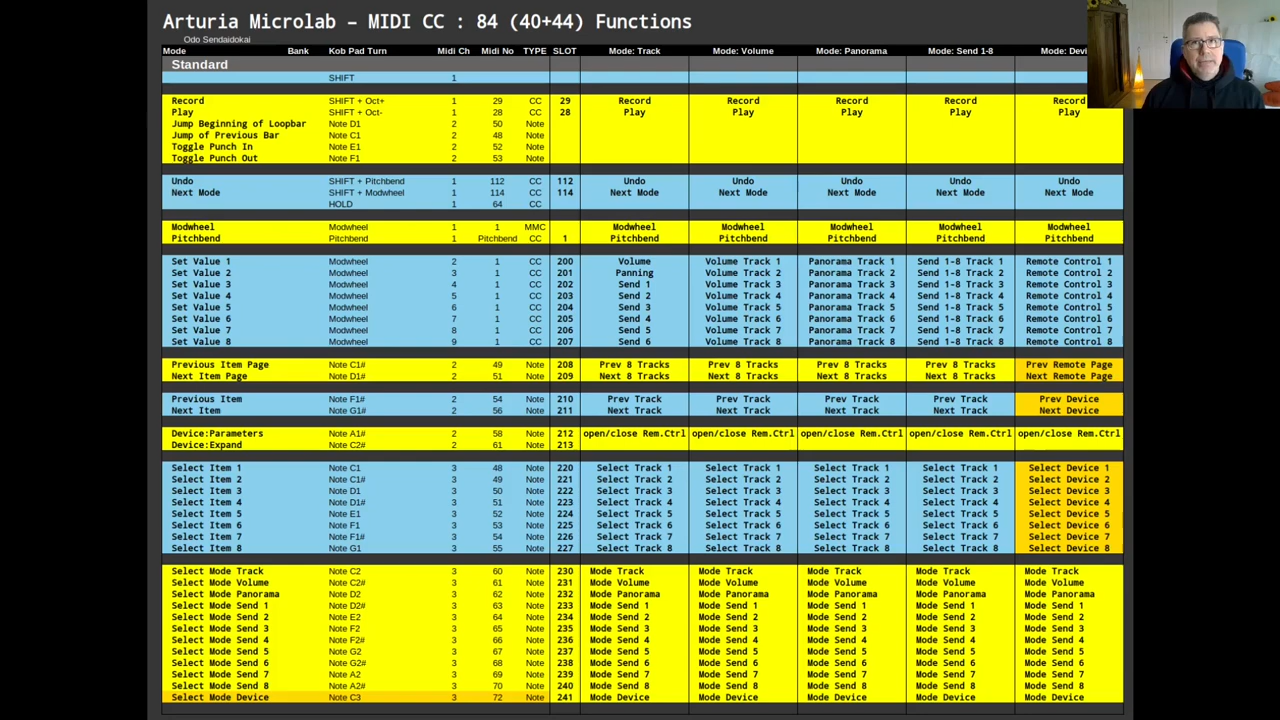 Arturia Microlab – MIDI CC : 84 (40+44) Functions
Odo Sendaidokai
Mode Bank Kob Pad Turn Midi Ch Midi No TYPE SLOT Mode: Track Mode: Volume Mode: Panorama Mode: Send 1-8
Standard
SHIFT 1
Record SHIFT + Oct+ 1 29 CC 29 Record Record Record Record Record
Play SHIFT + Oct- 1 28 CC 28 Play Play Play Play Play
Jump Beginning of Loopbar Note D1 2 50 Note
Jump of Previous Bar Note C1 2 48 Note
Toggle Punch In Note E1 2 52 Note
Toggle Punch Out Note F1 2 53 Note
Undo SHIFT + Pitchbend 1 112 CC 112 Undo Undo Undo Undo Undo
Next Mode SHIFT + Modwheel 1 114 CC 114 Next Mode Next Mode Next Mode Next Mode Next Mode
HOLD 1 64 CC
Modwheel Modwheel 1 1 MMC Modwheel Modwheel Modwheel Modwheel Modwheel
Pitchbend Pitchbend 1 Pitchbend CC 1 Pitchbend Pitchbend Pitchbend Pitchbend Pitchbend
Set Value 1 Modwheel 2 1 CC 200 Volume Volume Track 1 Panorama Track 1 Send 1-8 Track 1 Remote Control 1
Set Value 2 Modwheel 3 1 CC 201 Panning Volume Track 2 Panorama Track 2 Send 1-8 Track 2 Remote Control 2
Set Value 3 Modwheel 4 1 CC 202 Send 1 Volume Track 3 Panorama Track 3 Send 1-8 Track 3 Remote Control 3
Set Value 4 Modwheel 5 1 CC 203 Send 2 Volume Track 4 Panorama Track 4 Send 1-8 Track 4 Remote Control 4
Set Value 5 Modwheel 6 1 CC 204 Send 3 Volume Track 5 Panorama Track 5 Send 1-8 Track 5 Remote Control 5
Set Value 6 Modwheel 7 1 CC 205 Send 4 Volume Track 6 Panorama Track 6 Send 1-8 Track 6 Remote Control 6
Set Value 7 Modwheel 8 1 CC 206 Send 5 Volume Track 7 Panorama Track 7 Send 1-8 Track 7 Remote Control 7
Set Value 8 Modwheel 9 1 CC 207 Send 6 Volume Track 8 Panorama Track 8 Send 1-8 Track 8 Remote Control 8
Previous Item Page Note C1# 2 49 Note 208 Prev 8 Tracks Prev 8 Tracks Prev 8 Tracks Prev 8 Tracks Prev Remote Page
Next Item Page Note D1# 2 51 Note 209 Next 8 Tracks Next 8 Tracks Next 8 Tracks Next 8 Tracks Next Remote Page
Previous Item Note F1# 2 54 Note 210 Prev Track Prev Track Prev Track Prev Track Prev Device
Next Item Note G1# 2 56 Note 211 Next Track Next Track Next Track Next Track Next Device
Device:Parameters Note A1# 2 58 Note 212 open/close Rem.Ctrl open/close Rem.Ctrl open/close Rem.Ctrl open/close Rem.Ctrl open/close Rem.Ctrl
Device:Expand Note C2# 2 61 Note 213
Select Item 1 Note C1 3 48 Note 220 Select Track 1 Select Track 1 Select Track 1 Select Track 1 Select Device 1
Select Item 2 Note C1# 3 49 Note 221 Select Track 2 Select Track 2 Select Track 2 Select Track 2 Select Device 2
Select Item 3 Note D1 3 50 Note 222 Select Track 3 Select Track 3 Select Track 3 Select Track 3 Select Device 3
Select Item 4 Note D1# 3 51 Note 223 Select Track 4 Select Track 4 Select Track 4 Select Track 4 Select Device 4
Select Item 5 Note E1 3 52 Note 224 Select Track 5 Select Track 5 Select Track 5 Select Track 5 Select Device 5
Select Item 6 Note F1 3 53 Note 225 Select Track 6 Select Track 6 Select Track 6 Select Track 6 Select Device 6
Select Item 7 Note F1# 3 54 Note 226 Select Track 7 Select Track 7 Select Track 7 Select Track 7 Select Device 7
Select Item 8 Note G1 3 55 Note 227 Select Track 8 Select Track 8 Select Track 8 Select Track 8 Select Device 8
Select Mode Track Note C2 3 60 Note 230 Mode Track Mode Track Mode Track Mode Track Mode Track
Select Mode Volume Note C2# 3 61 Note 231 Mode Volume Mode Volume Mode Volume Mode Volume Mode Volume
Select Mode Panorama Note D2 3 62 Note 232 Mode Panorama Mode Panorama Mode Panorama Mode Panorama Mode Panorama
Select Mode Send 1 Note D2# 3 63 Note 233 Mode Send 1 Mode Send 1 Mode Send 1 Mode Send 1 Mode Send 1
Select Mode Send 2 Note E2 3 64 Note 234 Mode Send 2 Mode Send 2 Mode Send 2 Mode Send 2 Mode Send 2
Select Mode Send 3 Note F2 3 65 Note 235 Mode Send 3 Mode Send 3 Mode Send 3 Mode Send 3 Mode Send 3
Select Mode Send 4 Note F2# 3 66 Note 236 Mode Send 4 Mode Send 4 Mode Send 4 Mode Send 4 Mode Send 4
Select Mode Send 5 Note G2 3 67 Note 237 Mode Send 5 Mode Send 5 Mode Send 5 Mode Send 5 Mode Send 5
Select Mode Send 6 Note G2# 3 68 Note 238 Mode Send 6 Mode Send 6 Mode Send 6 Mode Send 6 Mode Send 6
Select Mode Send 7 Note A2 3 69 Note 239 Mode Send 7 Mode Send 7 Mode Send 7 Mode Send 7 Mode Send 7
Select Mode Send 8 Note A2# 3 70 Note 240 Mode Send 8 Mode Send 8 Mode Send 8 Mode Send 8 Mode Send 8
Select Mode Device Note C3 3 72 Note 241 Mode Device Mode Device Mode Device Mode Device Mode Device